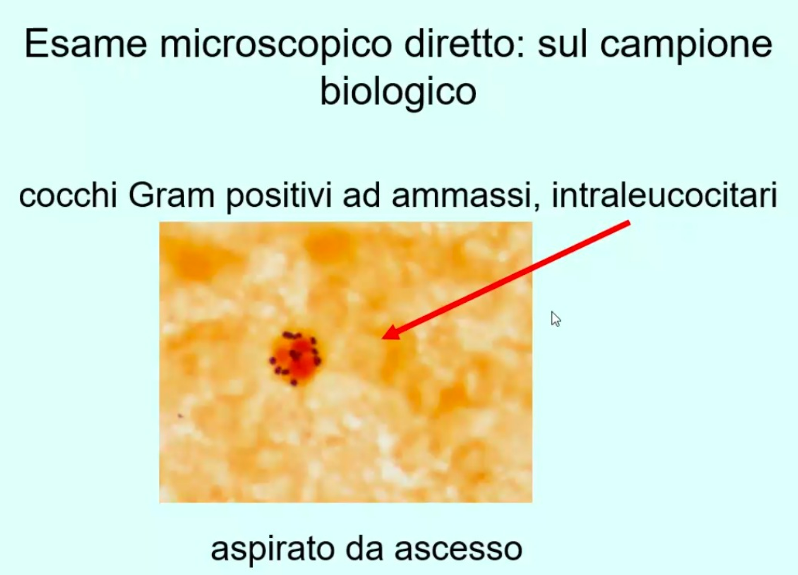 Esame microscopico diretto: sul campione
biologico
cocchi Gram positivi ad ammassi, intraleucocitari
aspirato da ascesso